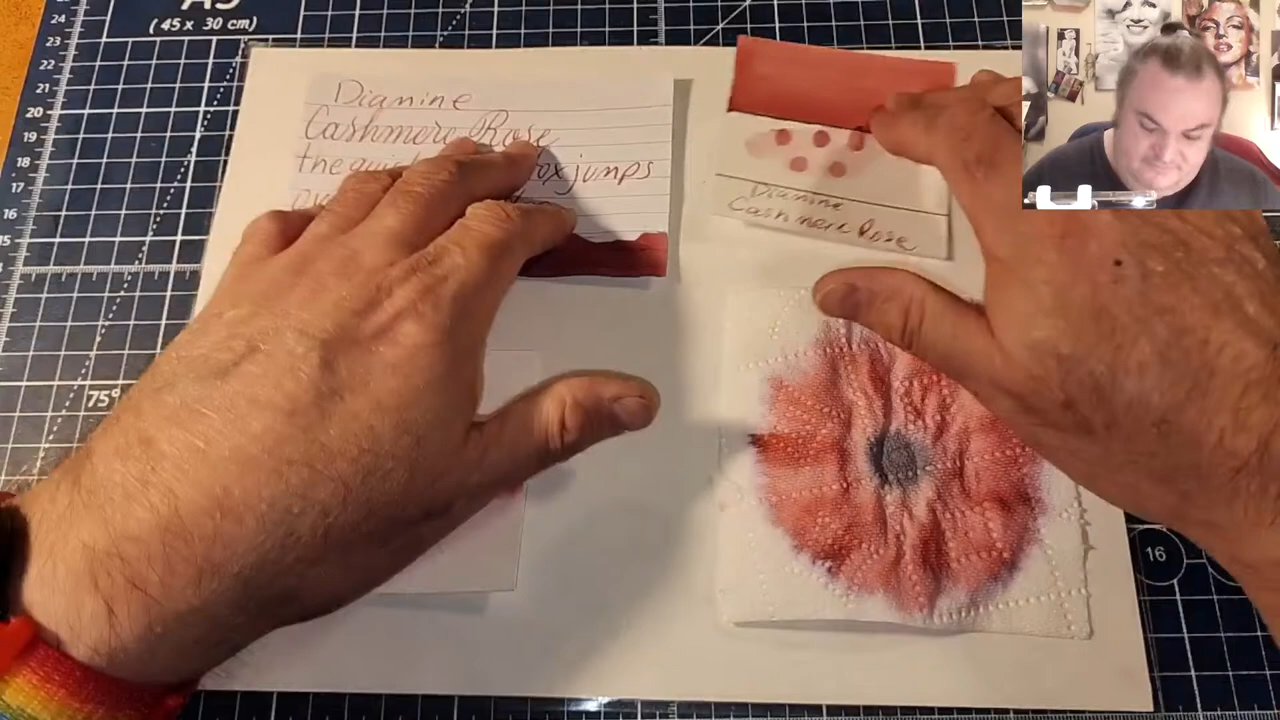 A5
(45 x 30 cm)
24
22
21
20
19
18
17
16
15
75°
16
Diamine
Cashmere Rose
the quick fox jumps
Diamine
Cashmere Rose